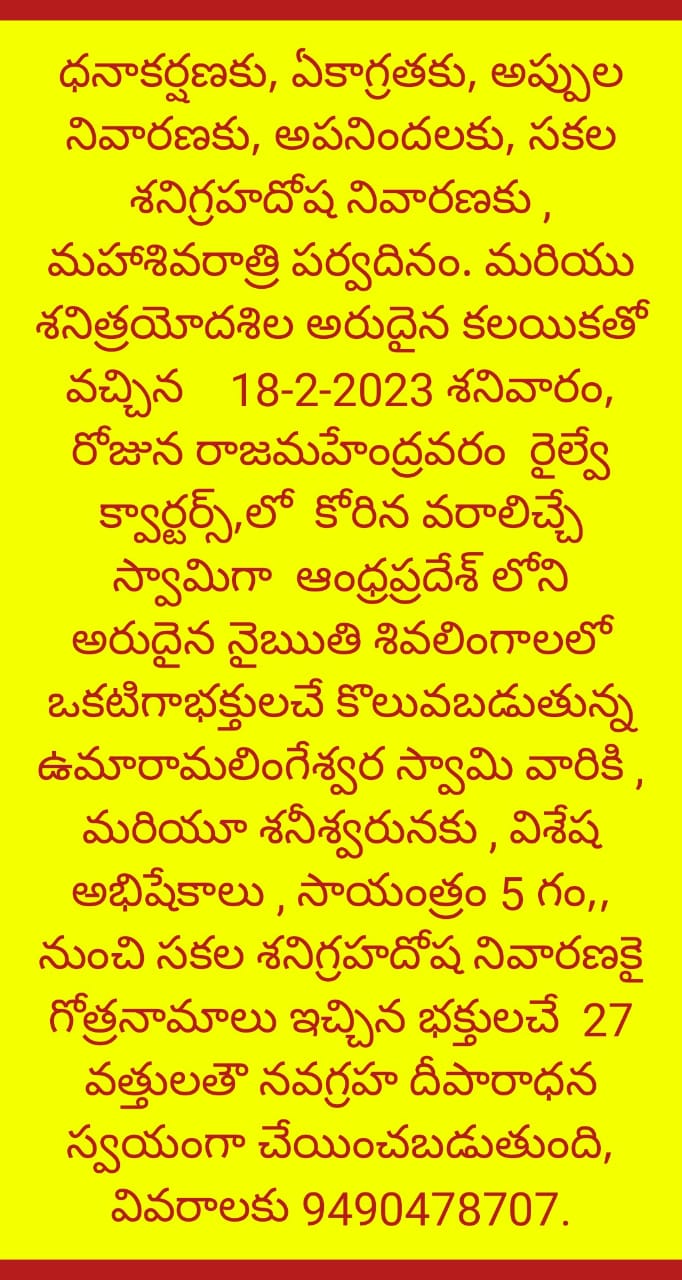 ధనాకర్షణకు, ఏకాగ్రతకు, అప్పుల
నివారణకు, అపనిందలకు, సకల
శనిగ్రహదోష నివారణకు ,
మహాశివరాత్రి పర్వదినం. మరియు
శనిత్రయోదశిల అరుదైన కలయికతో
వచ్చిన 18-2-2023 శనివారం,
రోజున రాజమహేంద్రవరం రైల్వే
క్వార్టర్స్,లో కోరిన వరాలిచ్చే
స్వామిగా ఆంధ్రప్రదేశ్ లోని
అరుదైన నైఋతి శివలింగాలలో
ఒకటిగాభక్తులచే కొలువబడుతున్న
ఉమారామలింగేశ్వర స్వామి వారికి ,
మరియూ శనీశ్వరునకు , విశేష
అభిషేకాలు , సాయంత్రం 5 గం,,
నుంచి సకల శనిగ్రహదోష నివారణకై
గోత్రనామాలు ఇచ్చిన భక్తులచే 27
వత్తులతౌ నవగ్రహ దీపారాధన
స్వయంగా చేయించబడుతుంది,
వివరాలకు 9490478707.